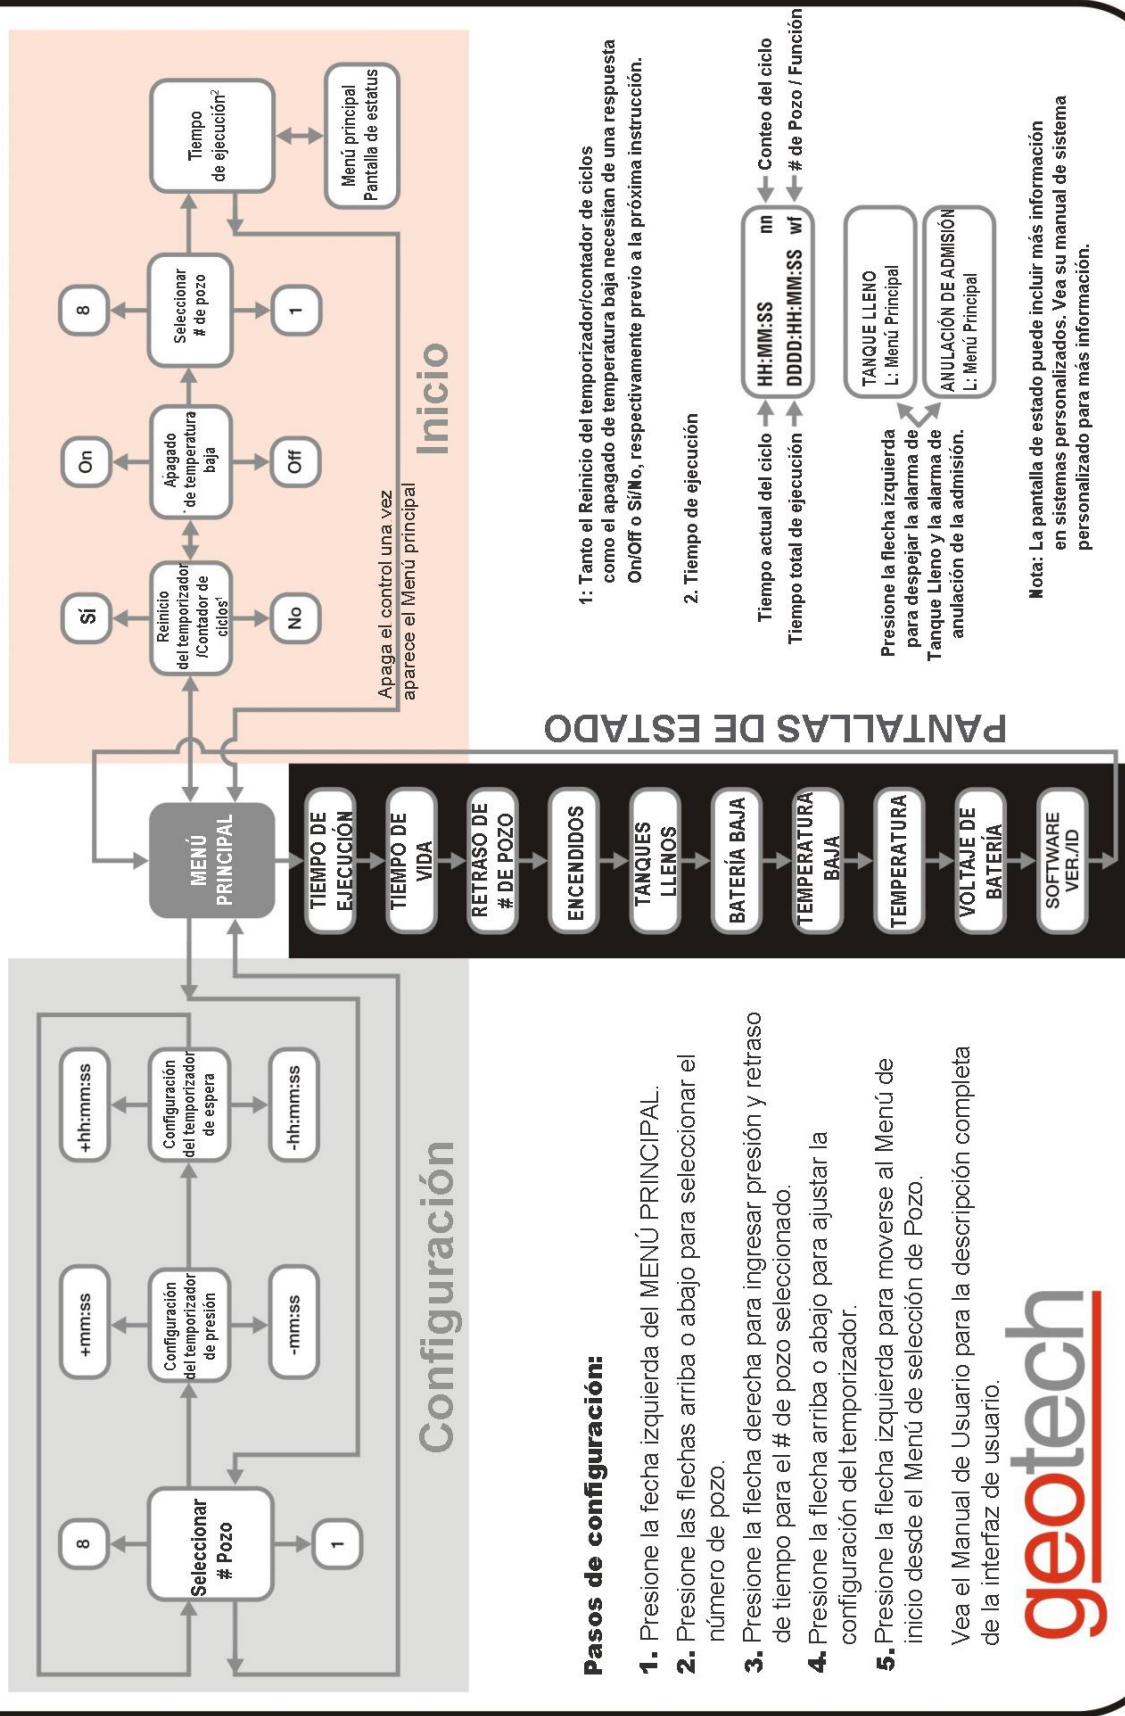 8
Seleccionar
# Pozo
1
+mm:ss
Configuración
del temporizador
de presión
-mm:ss
+hh:mm:ss
Configuración
del temporizador
de espera
-hh:mm:ss
Configuración
MENÚ
PRINCIPAL
Sí
Reinicio
del temporizador
/Contador de
ciclos¹
No
On
Apagado
de temperatura
baja
Off
8
Seleccionar
# de pozo
1
Tiempo
de ejecución²
Menú principal
Pantalla de estatus
Apaga el control una vez
aparece el Menú principal
Inicio
TIEMPO DE
EJECUCIÓN
TIEMPO DE
VIDA
RETRASO DE
# DE POZO
ENCENDIDOS
TANQUES
LLENOS
BATERÍA BAJA
TEMPERATURA
BAJA
TEMPERATURA
VOLTAJE DE
BATERÍA
SOFTWARE
VER./ID
PANTALLAS DE ESTADO
Pasos de configuración:
1. Presione la fecha izquierda del MENÚ PRINCIPAL.
2. Presione las flechas arriba o abajo para seleccionar el
número de pozo.
3. Presione la flecha derecha para ingresar presión y retraso
de tiempo para el # de pozo seleccionado.
4. Presione la flecha arriba o abajo para ajustar la
configuración del temporizador.
5. Presione la flecha izquierda para moverse al Menú de
inicio desde el Menú de selección de Pozo.
Vea el Manual de Usuario para la descripción completa
de la interfaz de usuario.
geotech
1: Tanto el Reinicio del temporizador/contador de ciclos
como el apagado de temperatura baja necesitan de una respuesta
On/Off o Sí/No, respectivamente previo a la próxima instrucción.
2. Tiempo de ejecución
Tiempo actual del ciclo HH:MM:SS nn Conteo del ciclo
Tiempo total de ejecución DDDD:HH:MM:SS wf # de Pozo / Función
Presione la flecha izquierda
para despejar la alarma de
Tanque Lleno y la alarma de
anulación de la admisión.
TANQUE LLENO
L: Menú Principal
ANULACIÓN DE ADMISIÓN
L: Menú Principal
Nota: La pantalla de estado puede incluir más información
en sistemas personalizados. Vea su manual de sistema
personalizado para más información.